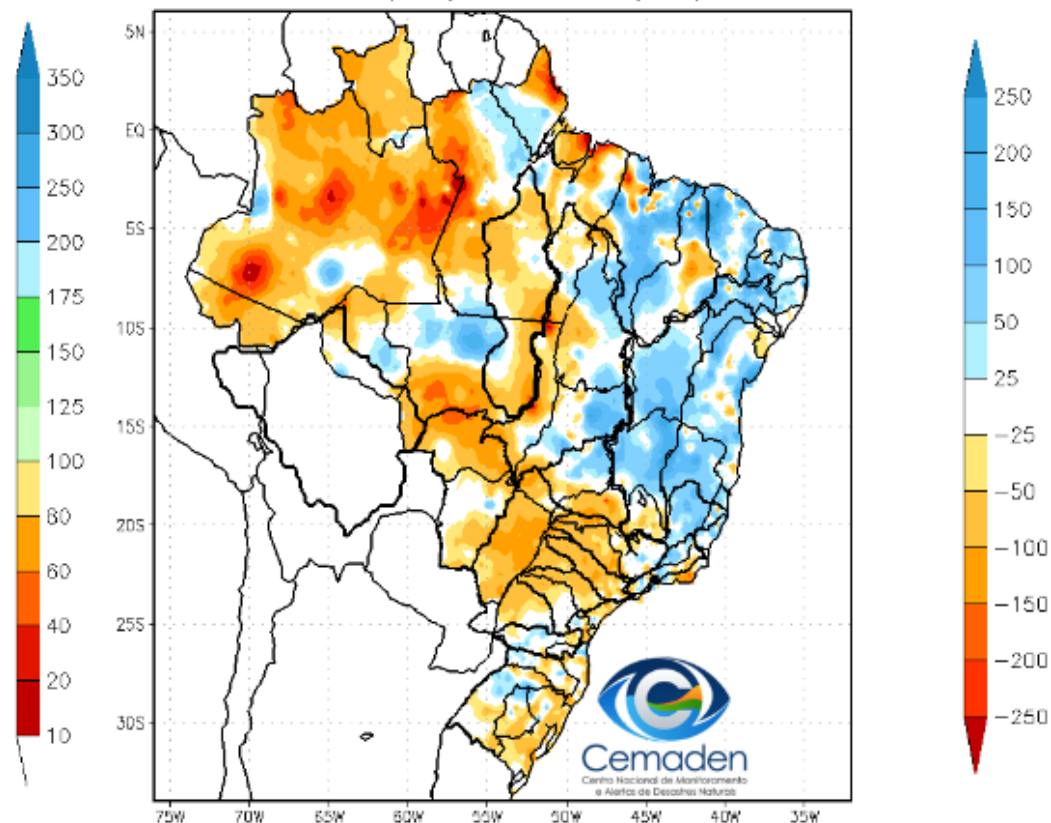 350
300
250
200
175
150
125
100
80
60
40
20
10
5N
EQ
5S
10S
15S
20S
25S
30S
75W
70W
65W
60W
55W
50W
45W
40W
35W
250
200
150
100
50
25
−25
−50
−100
−150
−200
−250
Cemaden
Centro Nacional de Monitoramento
e Alertas de Desastres Naturais